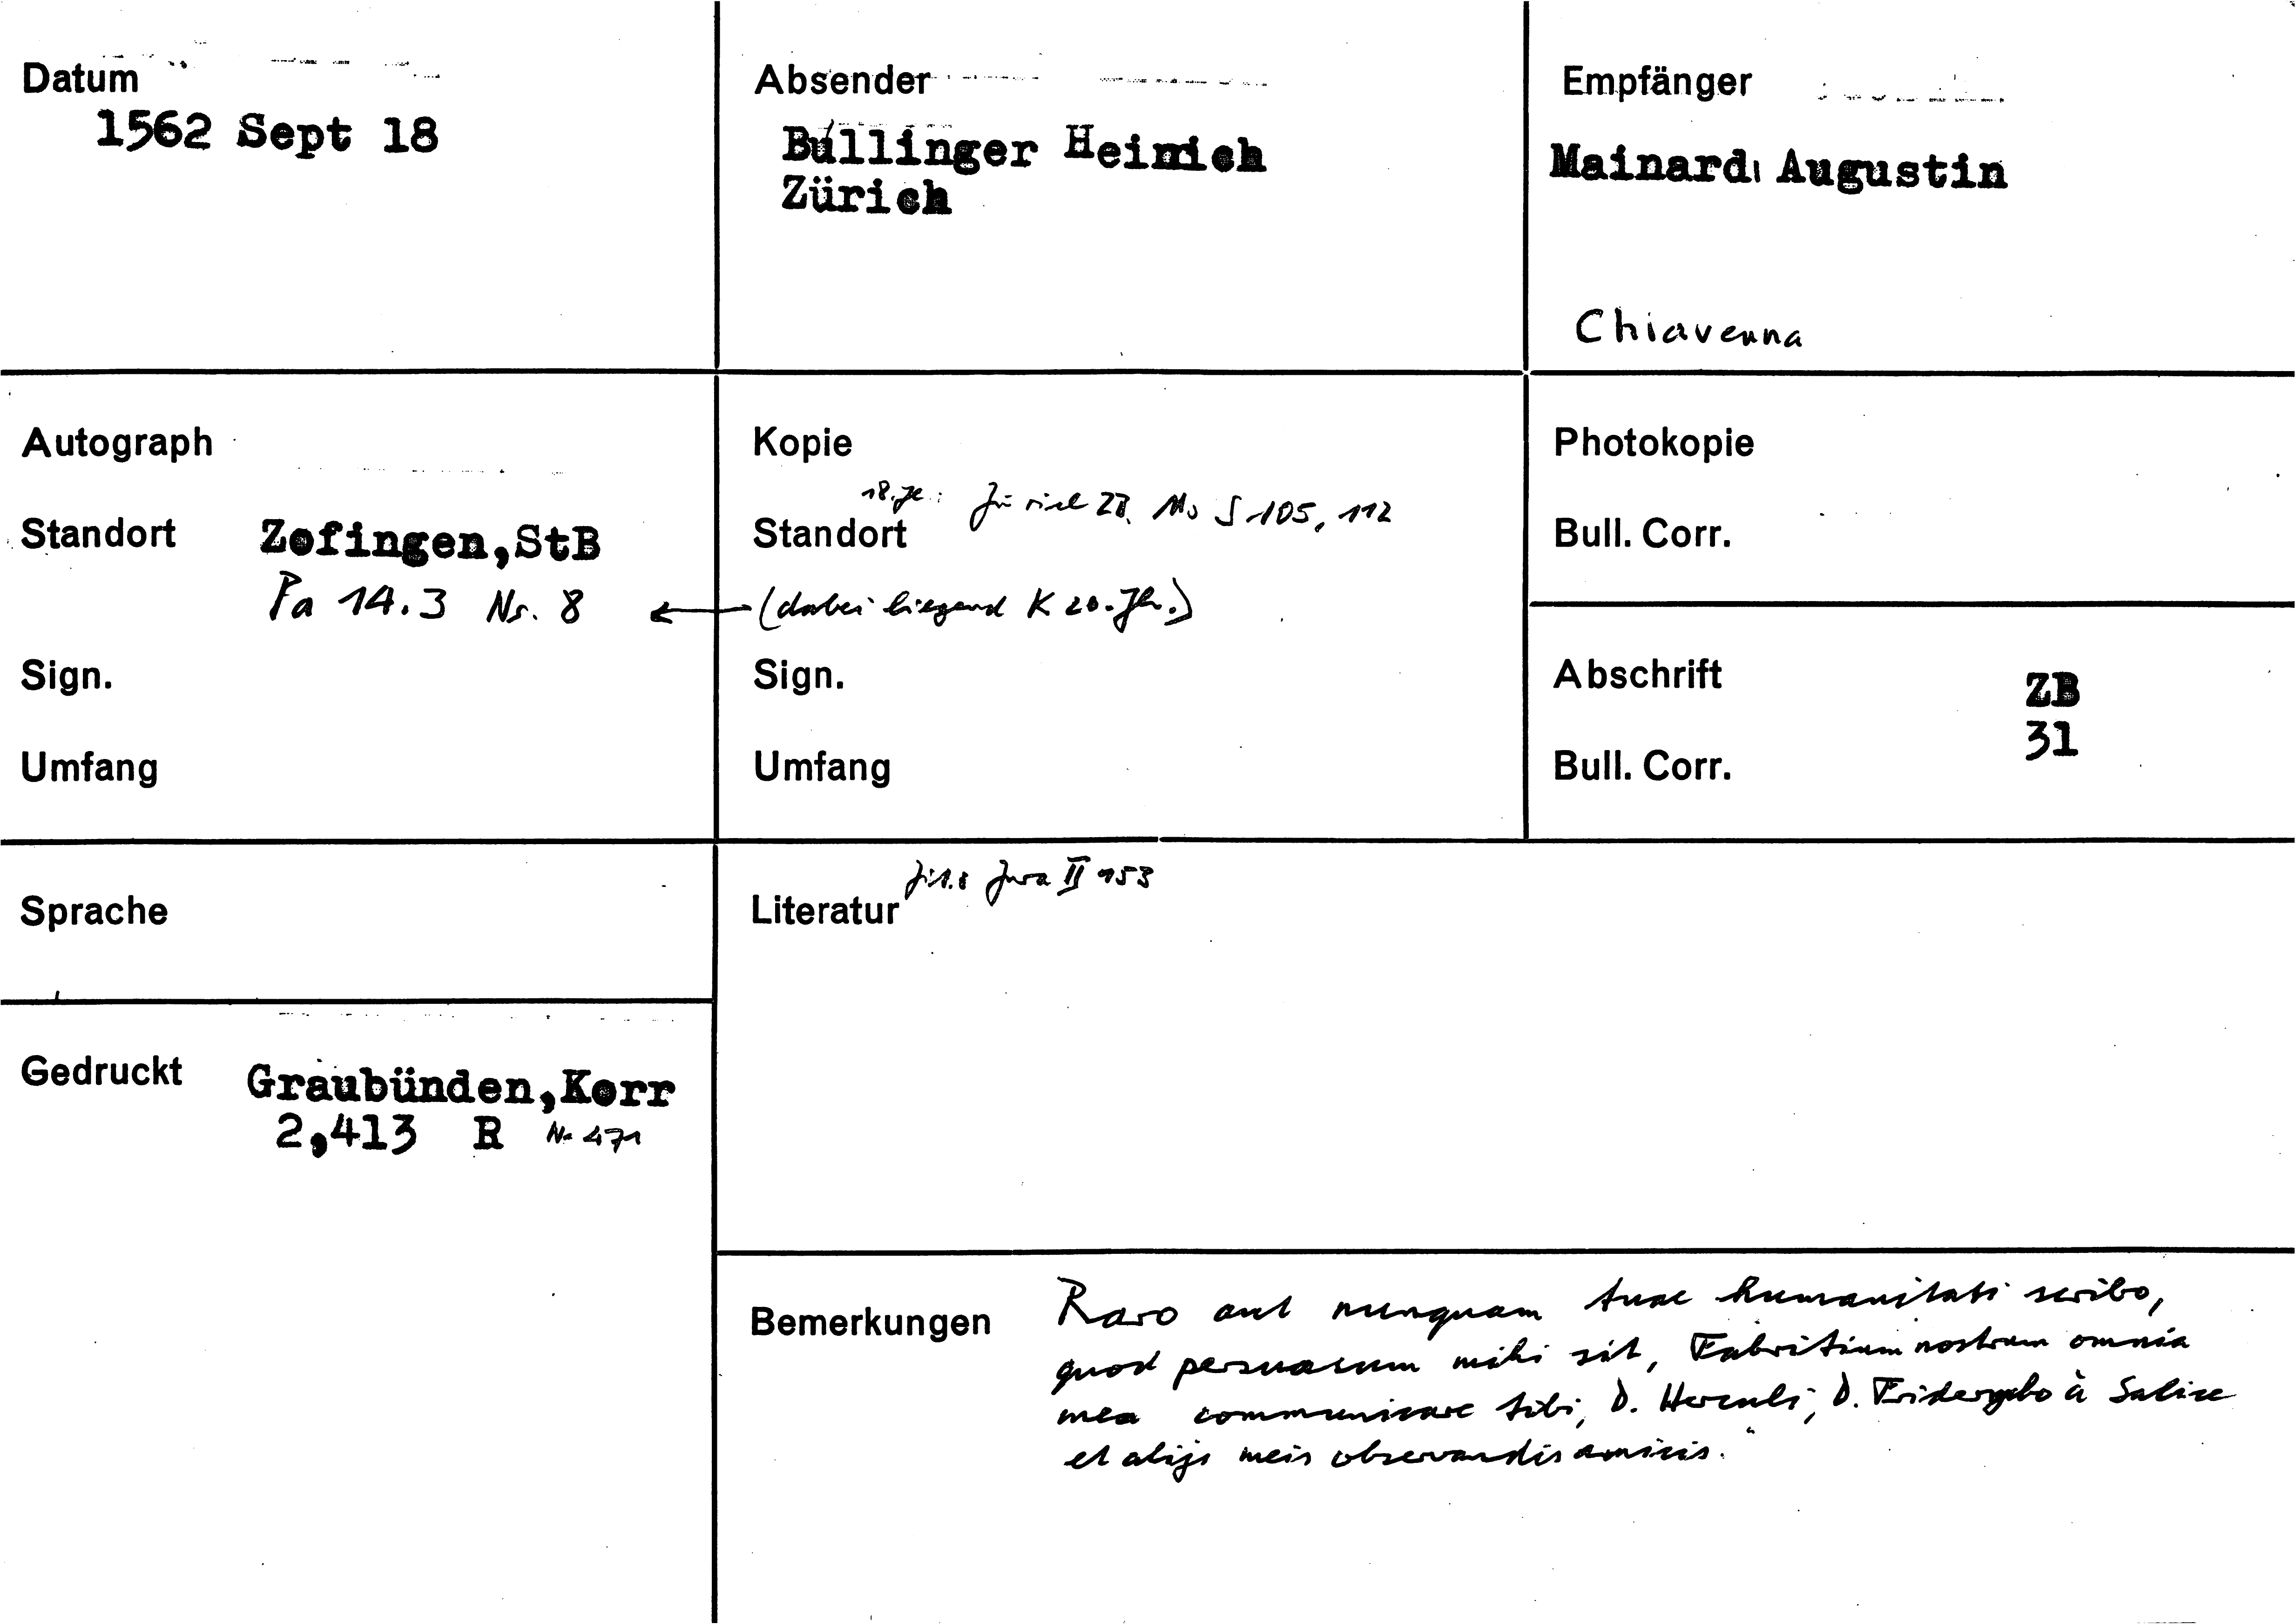 Datum
1562 Sept 18
Absender
Bullinger Heinrich
Zürich
Empfänger
Mainardi Augustin
Chiavenna
Autograph
Standort Zofingen,StB
Pa 14.3 Nr. 8
Sign.
Umfang
Kopie
Zürich ZB, Ms S 105, 112
Standort
(dabei liegend K 20. Jh.)
Sign.
Umfang
Photokopie
Bull. Corr.
Abschrift ZB
31
Bull. Corr.
Sprache
Jura II 153
Literatur
Gedruckt Graubünden,Korr
2,413 R Nr 471
Bemerkungen
Raro aut nunquam tuae humanitati scribo,
quod persuasum mihi sit, Fabritium nostrum omnia
mea communicare tibi, D. Herculi, D. Friderycho à Salice
et alijs meis observandis amicis."